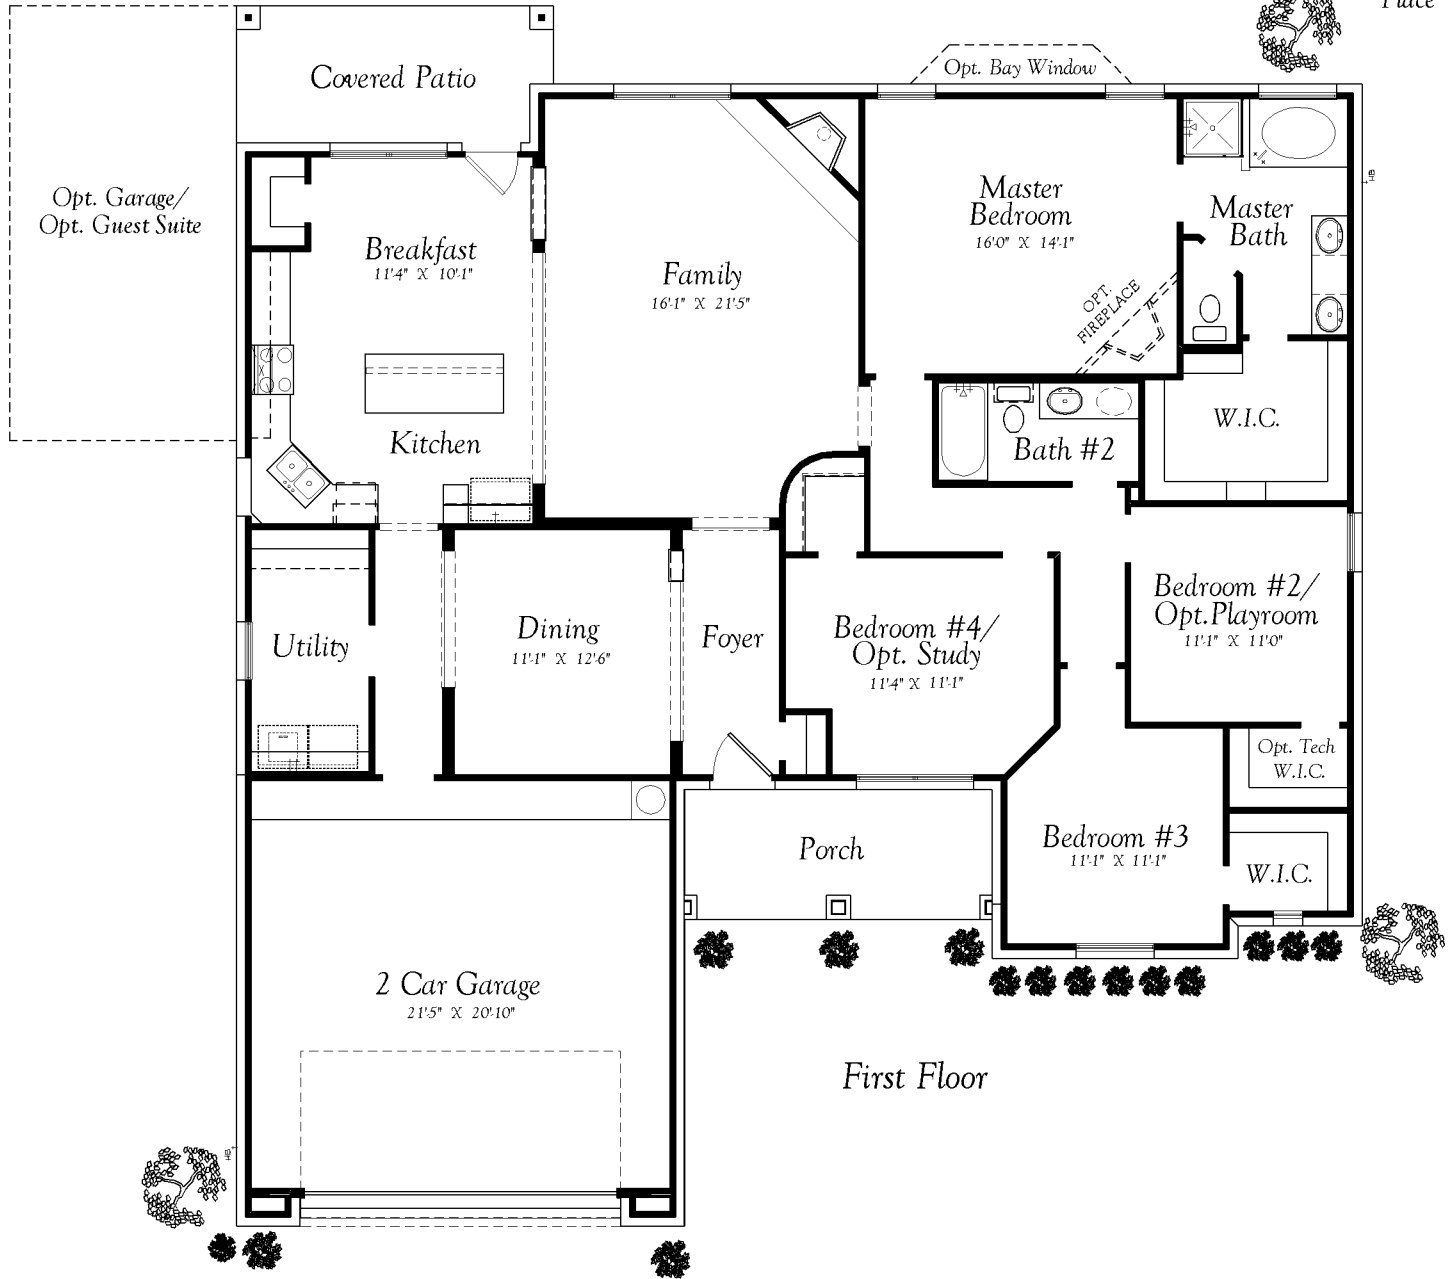 Place
Covered Patio
Opt. Bay Window
Opt. Garage/
Opt. Guest Suite
Breakfast
11'4" X 10'1"
Family
16'1" X 21'5"
Master
Bedroom
16'0" X 14'1"
Master
Bath
HB
OPT.
FIREPLACE
Kitchen
Bath #2
W.I.C.
Utility
Dining
11'1" X 12'6"
Foyer
Bedroom #4/
Opt. Study
11'4" X 11'1"
Bedroom #2/
Opt.Playroom
11'1" X 11'0"
Opt. Tech
W.I.C.
Porch
Bedroom #3
11'1" X 11'1"
W.I.C.
2 Car Garage
21'5" X 20'10"
First Floor
HB